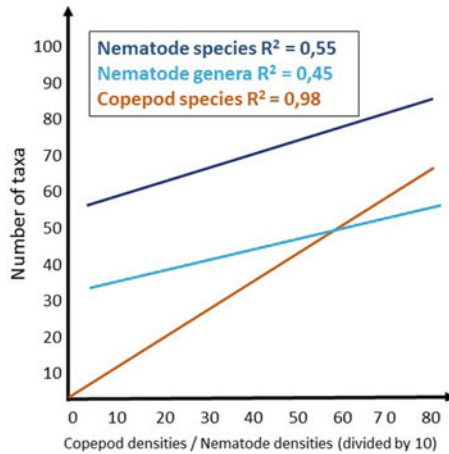 Nematode species R² = 0,55
Nematode genera R² = 0,45
Copepod species R² = 0,98
Number of taxa
100
90
80
70
60
50
40
30
20
10
0 10 20 30 40 50 60 7 0 80
Copepod densities / Nematode densities (divided by 10)